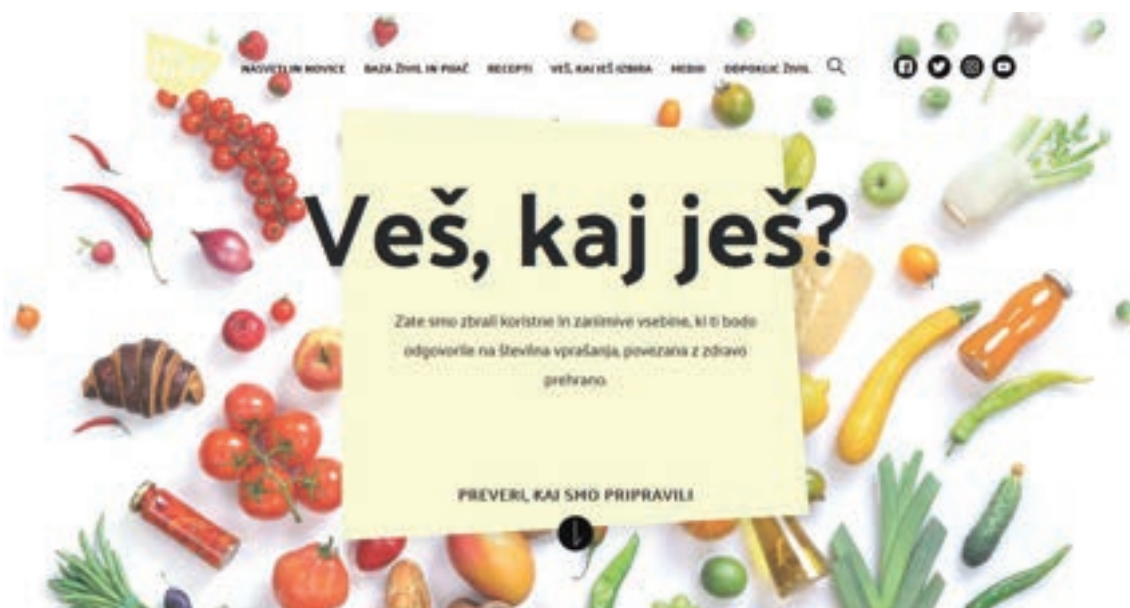 NASVETI IN NOVICE BAZA ŽIVIL IN PIJAČ RECEPTI VEŠ, KAJ JEŠ IZBIRA MEDIJI ODPOKLIC ŽIVIL
Veš, kaj ješ?
Zate smo zbrali koristne in zanimive vsebine, ki ti bodo
odgovorile na številna vprašanja, povezana z zdravo
prehrano.
PREVERI, KAJ SMO PRIPRAVILI